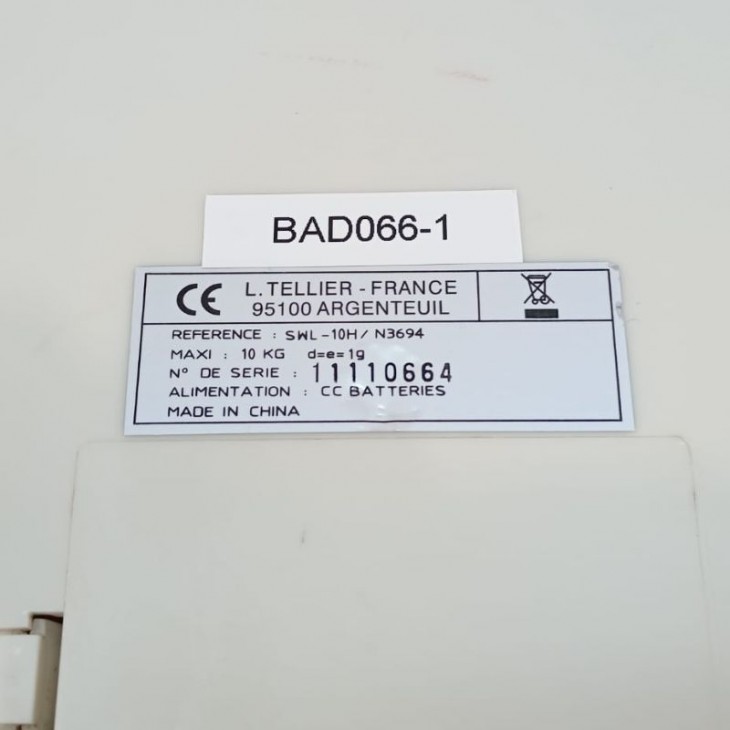 BAD066-1
CE L. TELLIER - FRANCE
95100 ARGENTEUIL
REFERENCE : SWL-10H/ N3694
MAXI : 10 KG d=e=1g
N° DE SERIE : 11110664
ALIMENTATION : CC BATTERIES
MADE IN CHINA